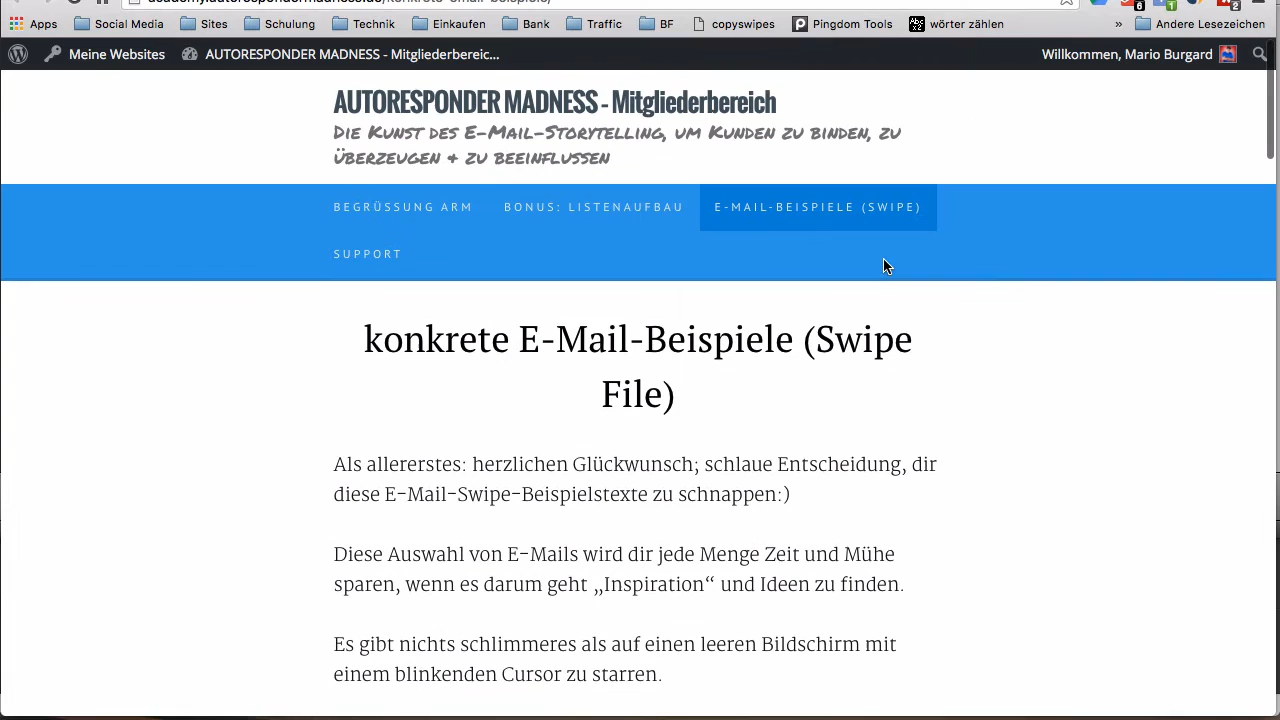 Apps Social Media Sites Schulung Technik Einkaufen Bank Traffic BF copyswipes Pingdom Tools wörter zählen » Andere Lesezeichen
Meine Websites AUTORESPONDER MADNESS - Mitgliederbereic... Willkommen, Mario Burgard
AUTORESPONDER MADNESS - Mitgliederbereich
Die Kunst des E-Mail-Storytelling, um Kunden zu binden, zu
überzeugen + zu beeinflussen
BEGRÜSSUNG ARM BONUS: LISTENAUFBAU E-MAIL-BEISPIELE (SWIPE)
SUPPORT
konkrete E-Mail-Beispiele (Swipe
File)
Als allererstes: herzlichen Glückwunsch; schlaue Entscheidung, dir
diese E-Mail-Swipe-Beispielstexte zu schnappen:)
Diese Auswahl von E-Mails wird dir jede Menge Zeit und Mühe
sparen, wenn es darum geht „Inspiration“ und Ideen zu finden.
Es gibt nichts schlimmeres als auf einen leeren Bildschirm mit
einem blinkenden Cursor zu starren.